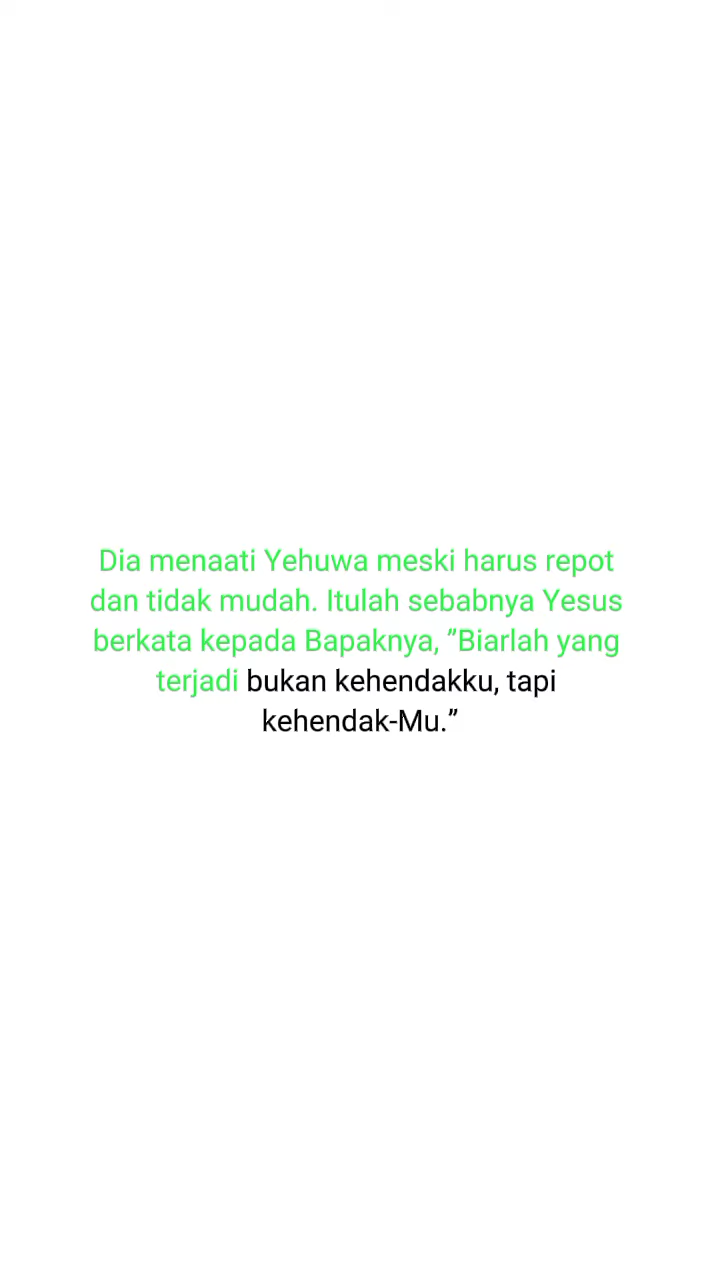 Dia menaati Yehuwa meski harus repot
dan tidak mudah. Itulah sebabnya Yesus
berkata kepada Bapaknya, ”Biarlah yang
terjadi bukan kehendakku, tapi
kehendak-Mu.”